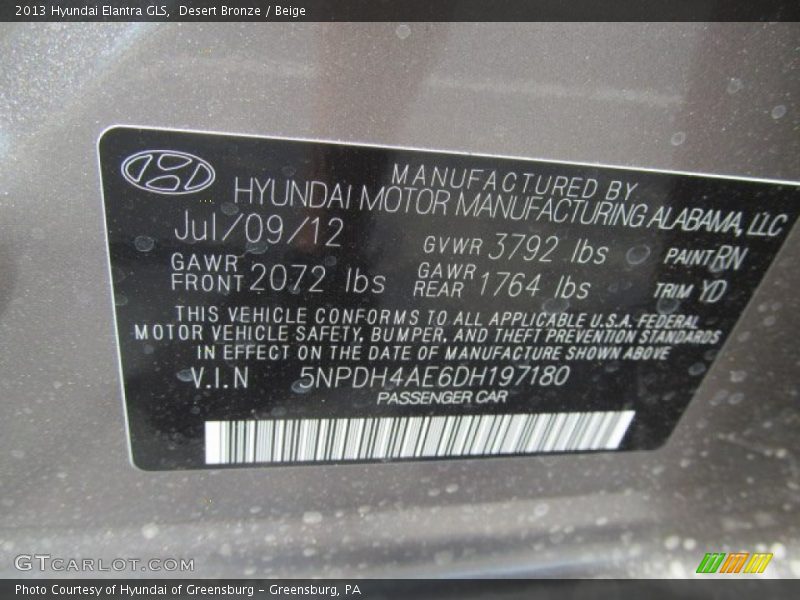 2013 Hyundai Elantra GLS, Desert Bronze / Beige
MANUFACTURED BY
HYUNDAI MOTOR MANUFACTURING ALABAMA, LLC
Jul/09/12 GVWR 3792 lbs PAINT RN
GAWR FRONT 2072 lbs GAWR REAR 1764 lbs TRIM YD
THIS VEHICLE CONFORMS TO ALL APPLICABLE U.S.A. FEDERAL
MOTOR VEHICLE SAFETY, BUMPER, AND THEFT PREVENTION STANDARDS
IN EFFECT ON THE DATE OF MANUFACTURE SHOWN ABOVE
V.I.N 5NPDH4AE6DH197180
PASSENGER CAR
GTCARLOT.COM
Photo Courtesy of Hyundai of Greensburg - Greensburg, PA